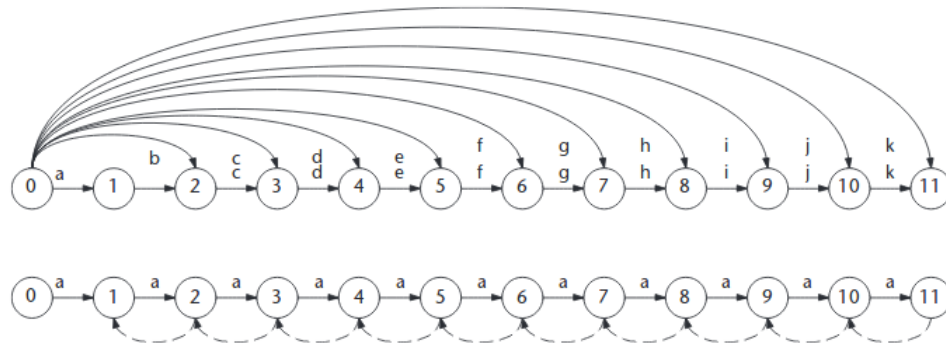 f g h i j k
b c d e
a c d e f g h i j k
0 1 2 3 4 5 6 7 8 9 10 11
a a a a a a a a a a a
0 1 2 3 4 5 6 7 8 9 10 11